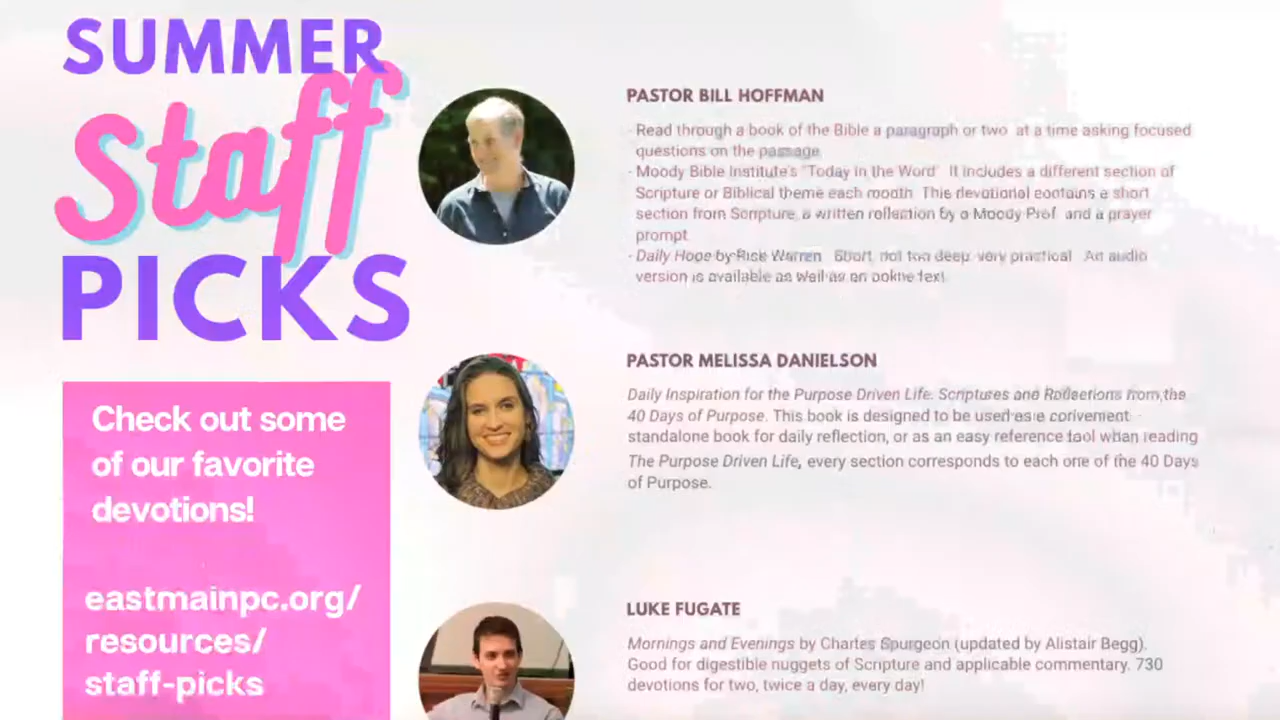 SUMMER
Staff
PICKS
Check out some
of our favorite
devotions!
eastmainpc.org/
resources/
staff-picks
PASTOR BILL HOFFMAN
· Read through a book of the Bible a paragraph or two at a time asking focused
questions on the passage
· Moody Bible Institute's "Today in the Word" It includes a different section of
Scripture or Biblical theme each month This devotional contains a short
section from Scripture, a written reflection by a Moody Prof and a prayer
prompt
· Daily Hope by Rick Warren Short, not too deep, very practical An audio
version is available as well as an online text
PASTOR MELISSA DANIELSON
Daily Inspiration for the Purpose Driven Life: Scriptures and Reflections from the
40 Days of Purpose. This book is designed to be used as a convenient
standalone book for daily reflection, or as an easy reference tool when reading
The Purpose Driven Life, every section corresponds to each one of the 40 Days
of Purpose.
LUKE FUGATE
Mornings and Evenings by Charles Spurgeon (updated by Alistair Begg).
Good for digestible nuggets of Scripture and applicable commentary. 730
devotions for two, twice a day, every day!